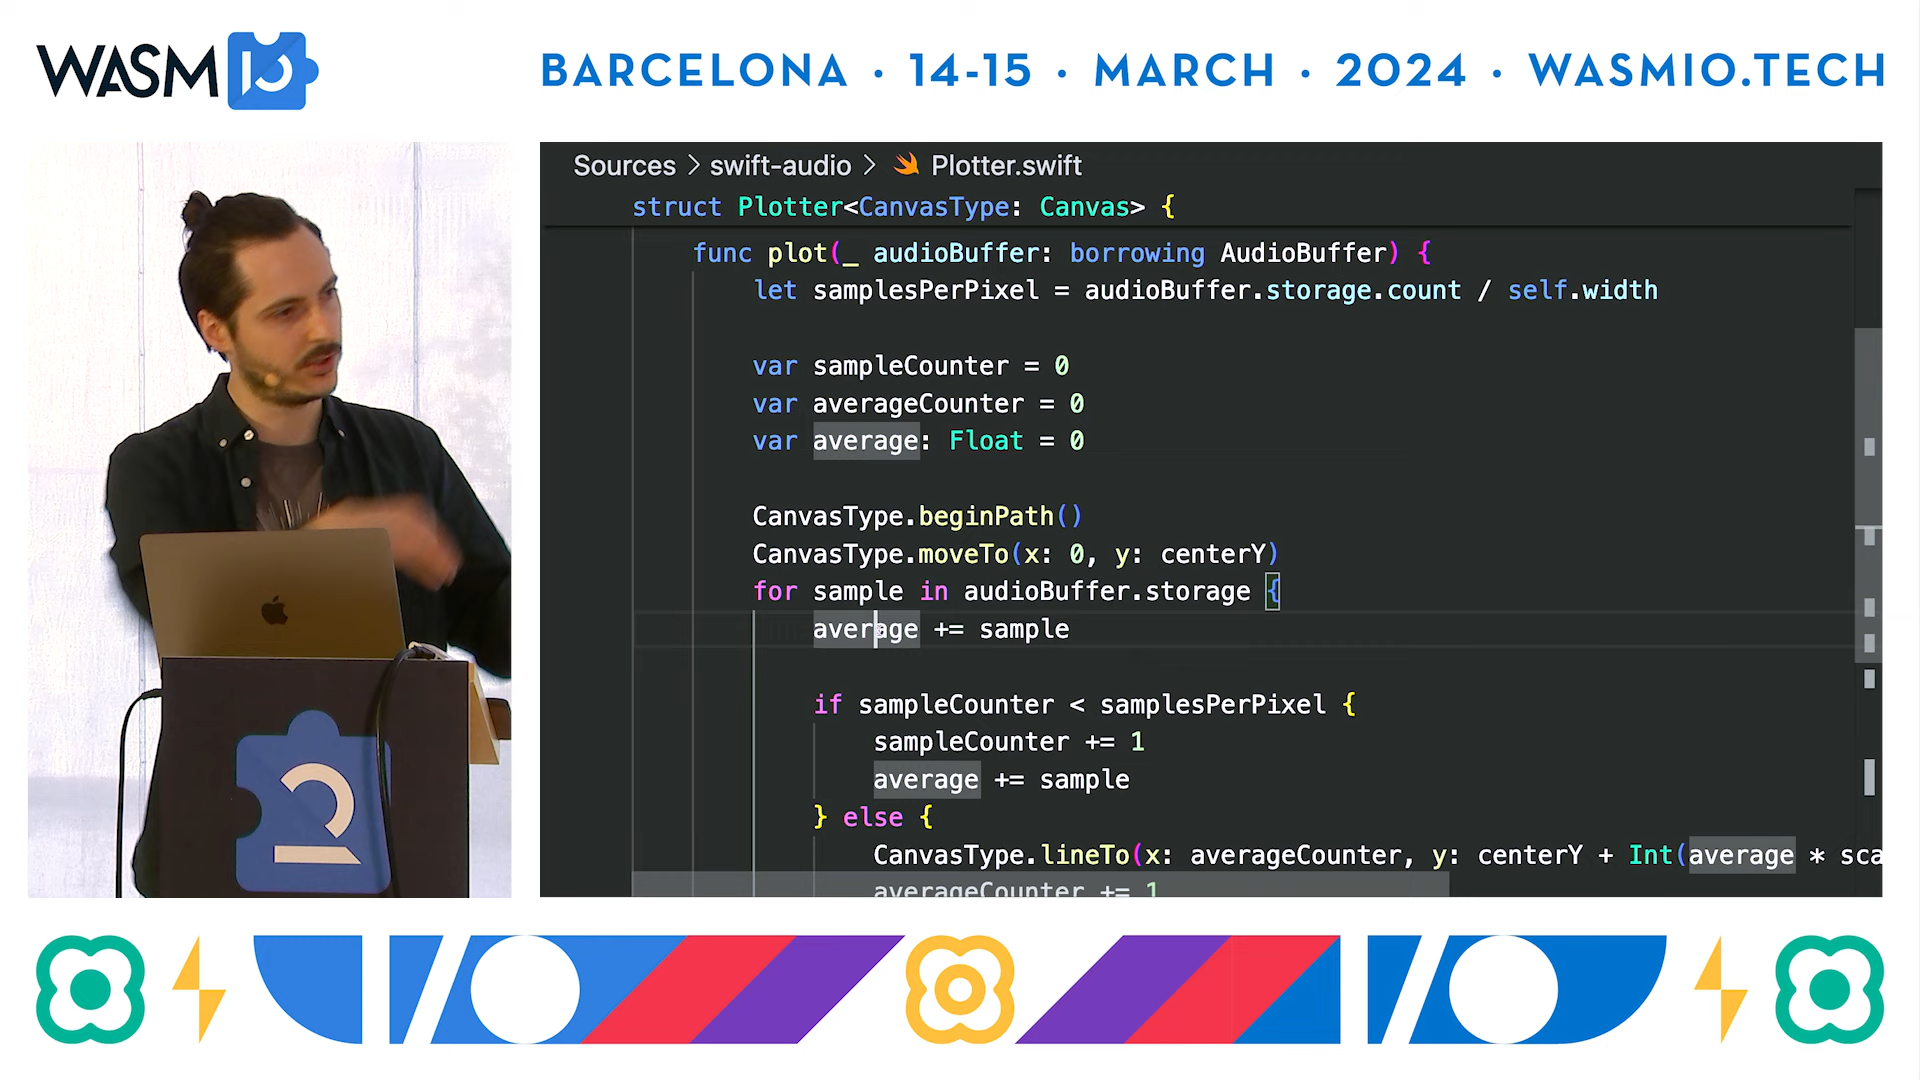 WASM IO
BARCELONA · 14-15 · MARCH · 2024 · WASMIO.TECH
Sources > swift-audio > Plotter.swift
struct Plotter<CanvasType: Canvas> {
func plot(_ audioBuffer: borrowing AudioBuffer) {
let samplesPerPixel = audioBuffer.storage.count / self.width
var sampleCounter = 0
var averageCounter = 0
var average: Float = 0
CanvasType.beginPath()
CanvasType.moveTo(x: 0, y: centerY)
for sample in audioBuffer.storage {
average += sample
if sampleCounter < samplesPerPixel {
sampleCounter += 1
average += sample
} else {
CanvasType.lineTo(x: averageCounter, y: centerY + Int(average * sca
averageCounter += 1